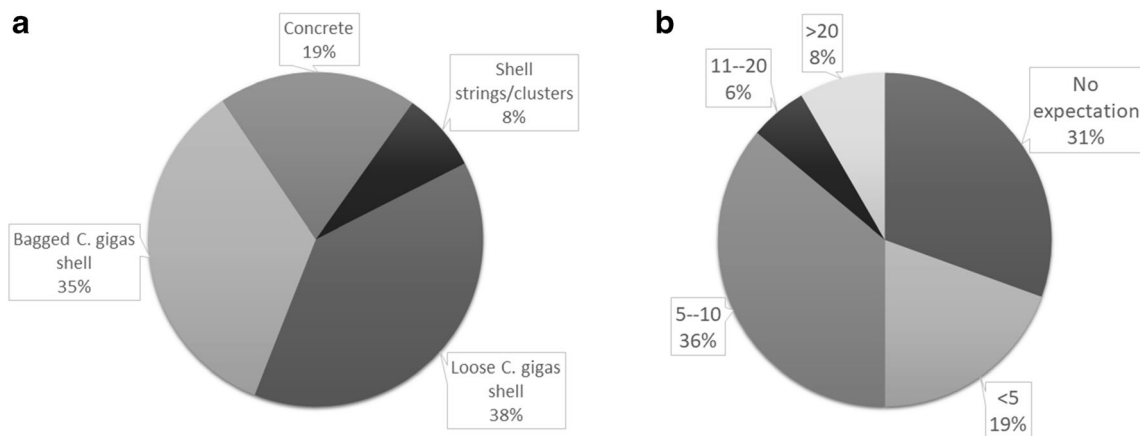 a
Concrete
19%
Shell
strings/clusters
8%
Bagged C. gigas
shell
35%
Loose C. gigas
shell
38%
b
>20
8%
11--20
6%
No
expectation
31%
5--10
36%
<5
19%